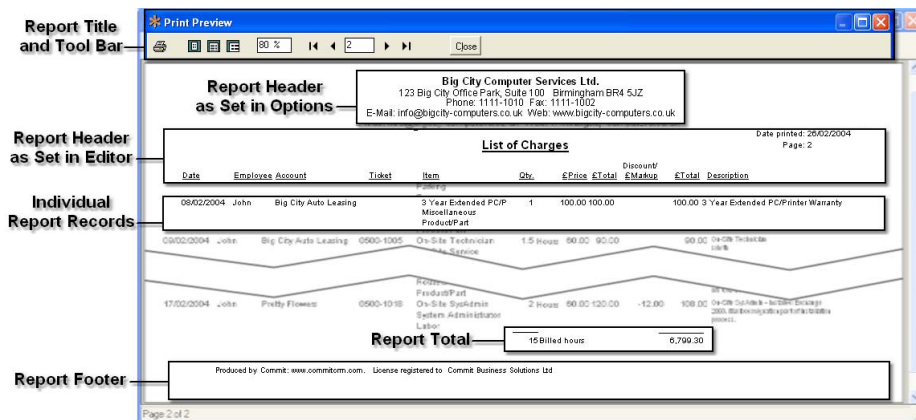 Print Preview
Report Title
and Tool Bar
80 %
2
Close
Report Header
as Set in Options
Big City Computer Services Ltd.
123 Big City Office Park, Suite 100 Birmingham BR4 5JZ
Phone: 1111-1010 Fax: 1111-1002
E-Mail: info@bigcity-computers.co.uk Web: www.bigcity-computers.co.uk
Report Header
as Set in Editor
Date printed: 26/02/2004
Page: 2
List of Charges
Date Employee Account Ticket Item Qty. £Price £Total Discount/ £Markup £Total Description
Individual
Report Records
08/02/2004 John Big City Auto Leasing 3 Year Extended PC/P 1 100.00 100.00 100.00 3 Year Extended PC/Printer Warranty
Miscellaneous
Product/Part
09/02/2004 John Big City Auto Leasing 0500-1005 On-Site Technician 1.5 Hours 60.00 90.00 90.00 On-Site Technician
Service
Product/Part
17/02/2004 John Pretty Flowers 0500-1018 On-Site SysAdmin 2 Hours 60.00 120.00 -12.00 108.00
System Administrator
Labor
Report Total
15 Billed hours 6,799.30
Report Footer
Produced by Commit: www.commitcrm.com. License registered to Commit Business Solutions Ltd
Page 2 of 2